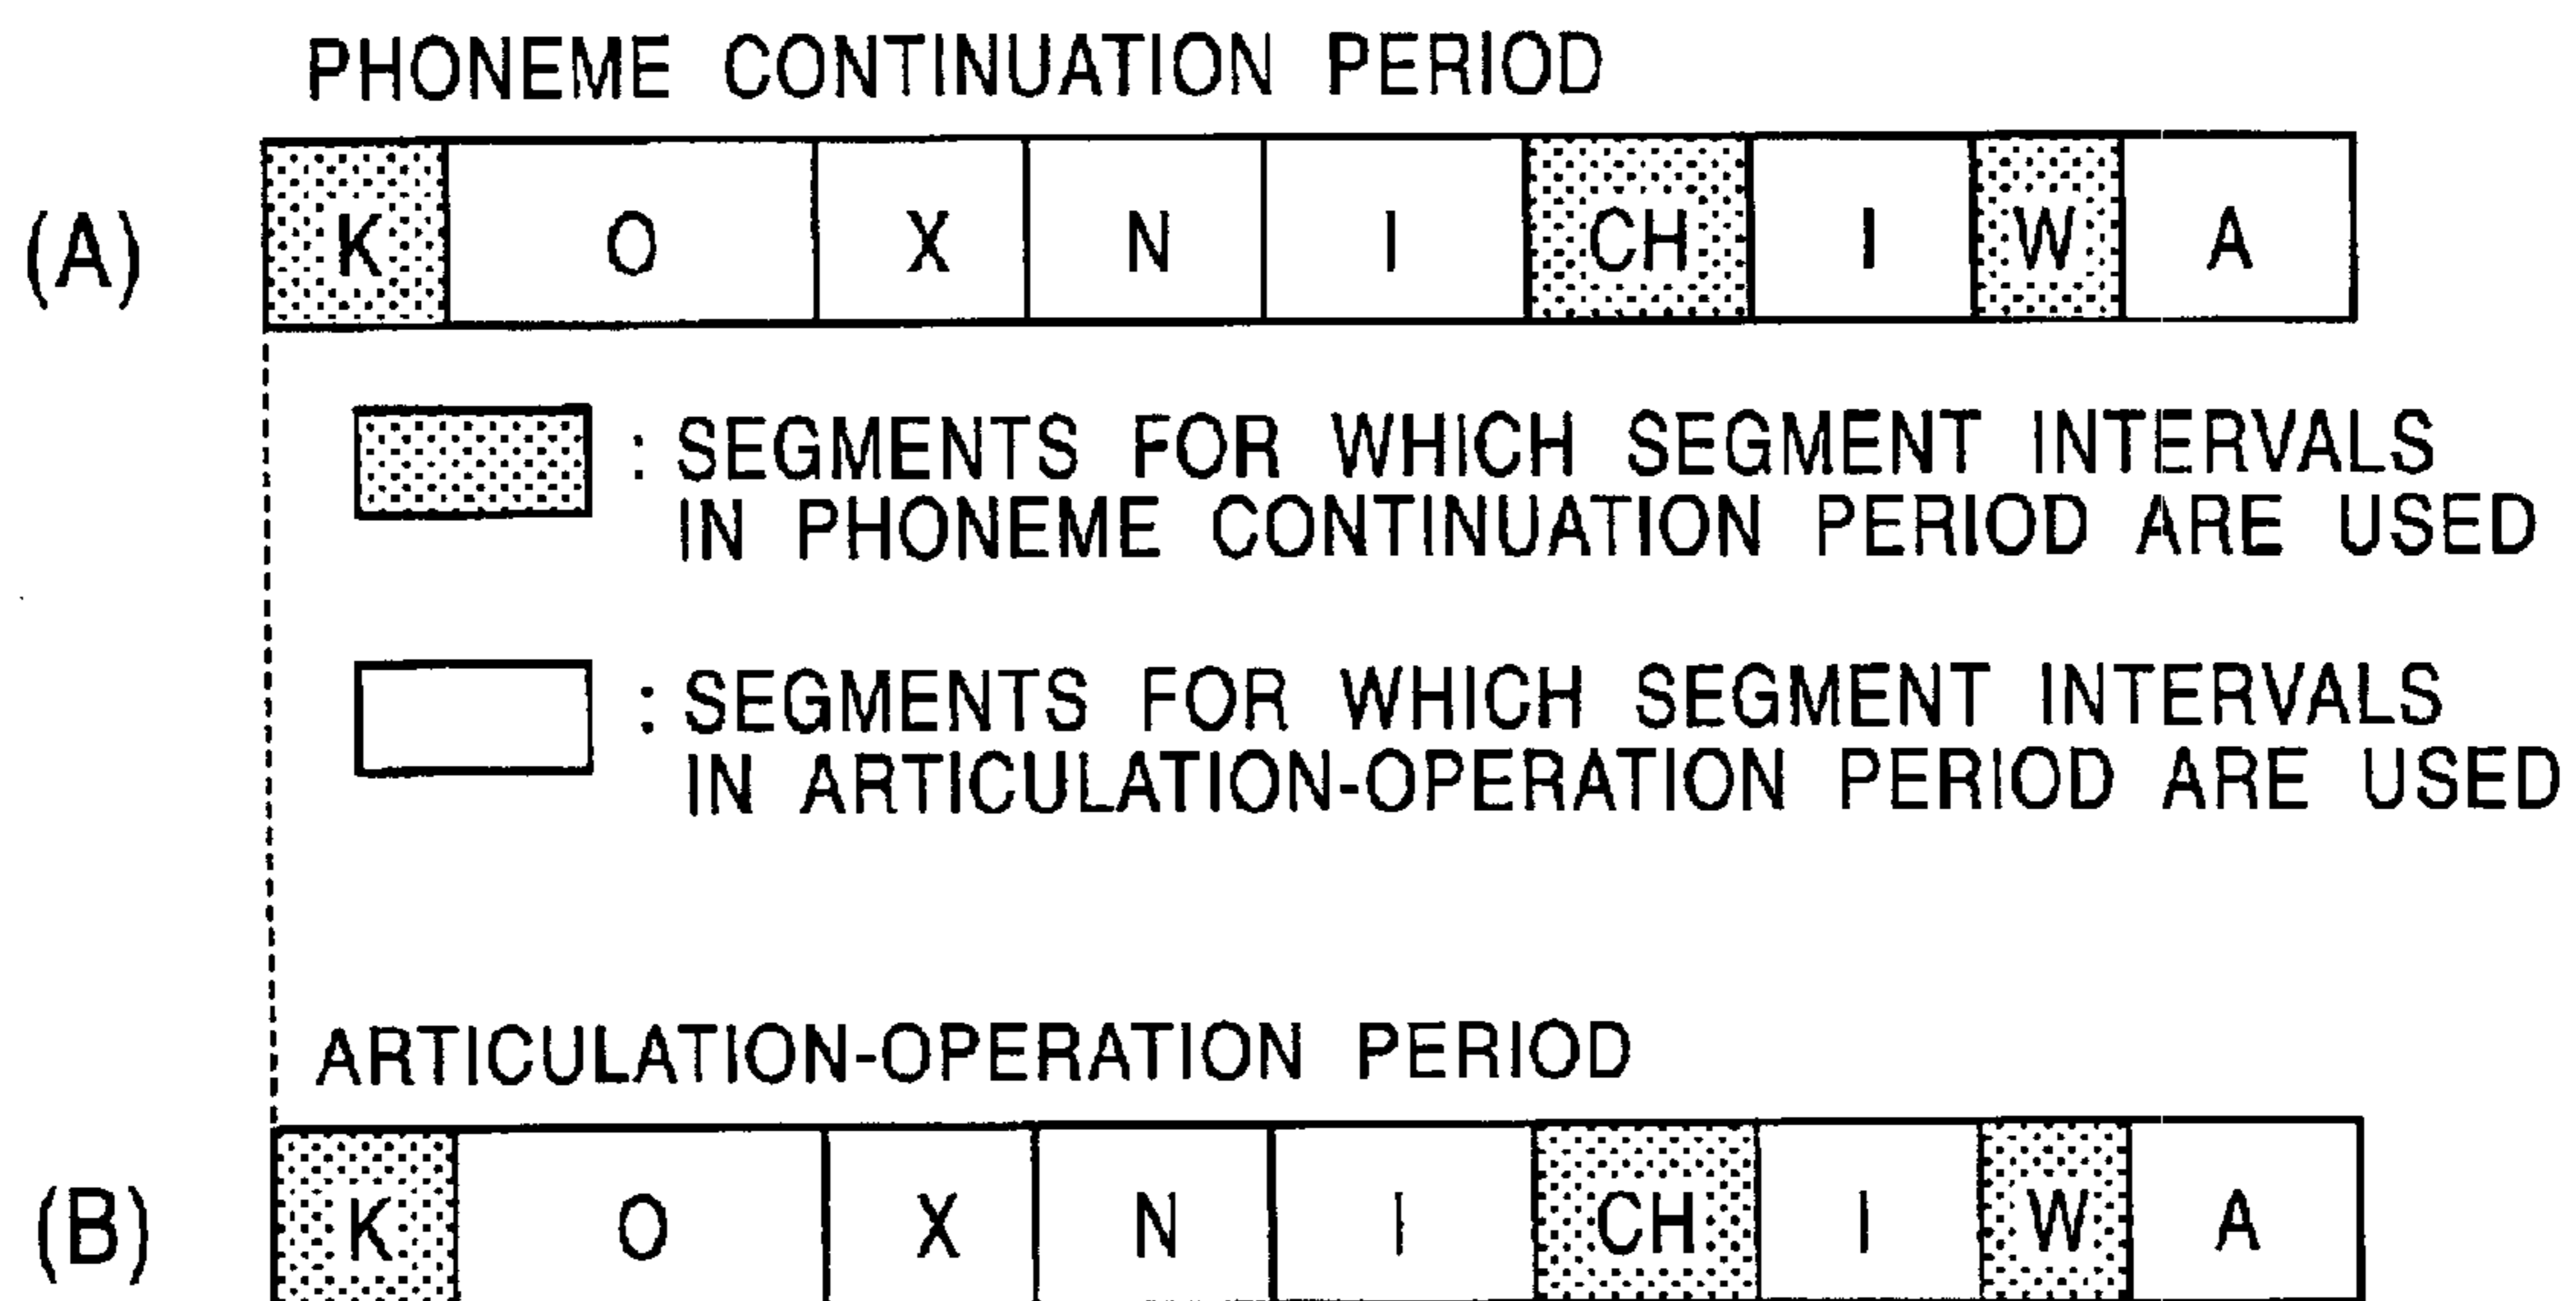 PHONEME CONTINUATION PERIOD
(A) K O X N I CH I W A
: SEGMENTS FOR WHICH SEGMENT INTERVALS
IN PHONEME CONTINUATION PERIOD ARE USED
: SEGMENTS FOR WHICH SEGMENT INTERVALS
IN ARTICULATION-OPERATION PERIOD ARE USED
ARTICULATION-OPERATION PERIOD
(B) K O X N I CH I W A